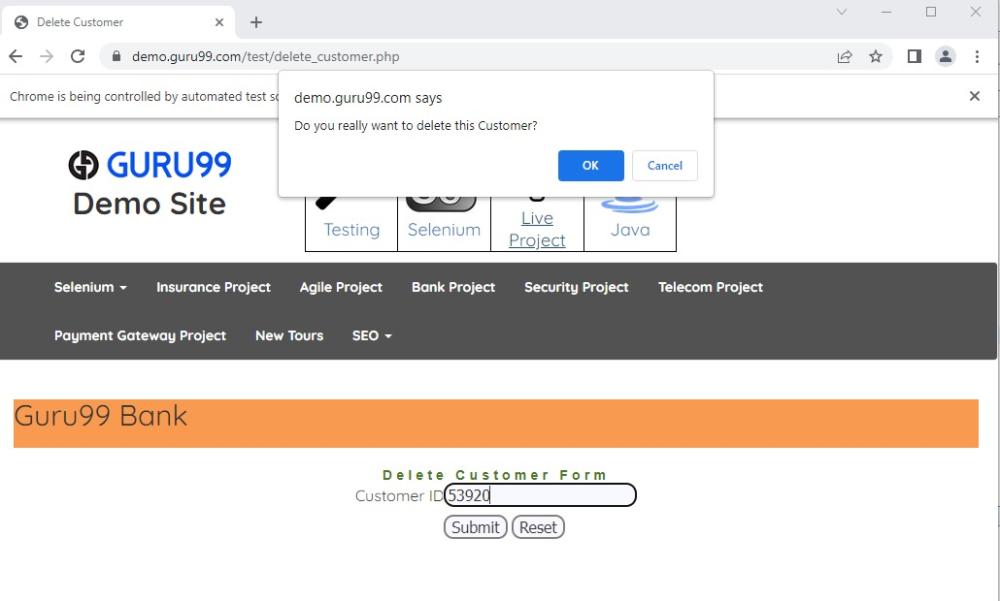 Delete Customer
demo.guru99.com/test/delete_customer.php
Chrome is being controlled by automated test
demo.guru99.com says
Do you really want to delete this Customer?
OK Cancel
GURU99
Demo Site
Testing Selenium Live Project Java
Selenium Insurance Project Agile Project Bank Project Security Project Telecom Project
Payment Gateway Project New Tours SEO
Guru99 Bank
Delete Customer Form
Customer ID 53920
Submit Reset